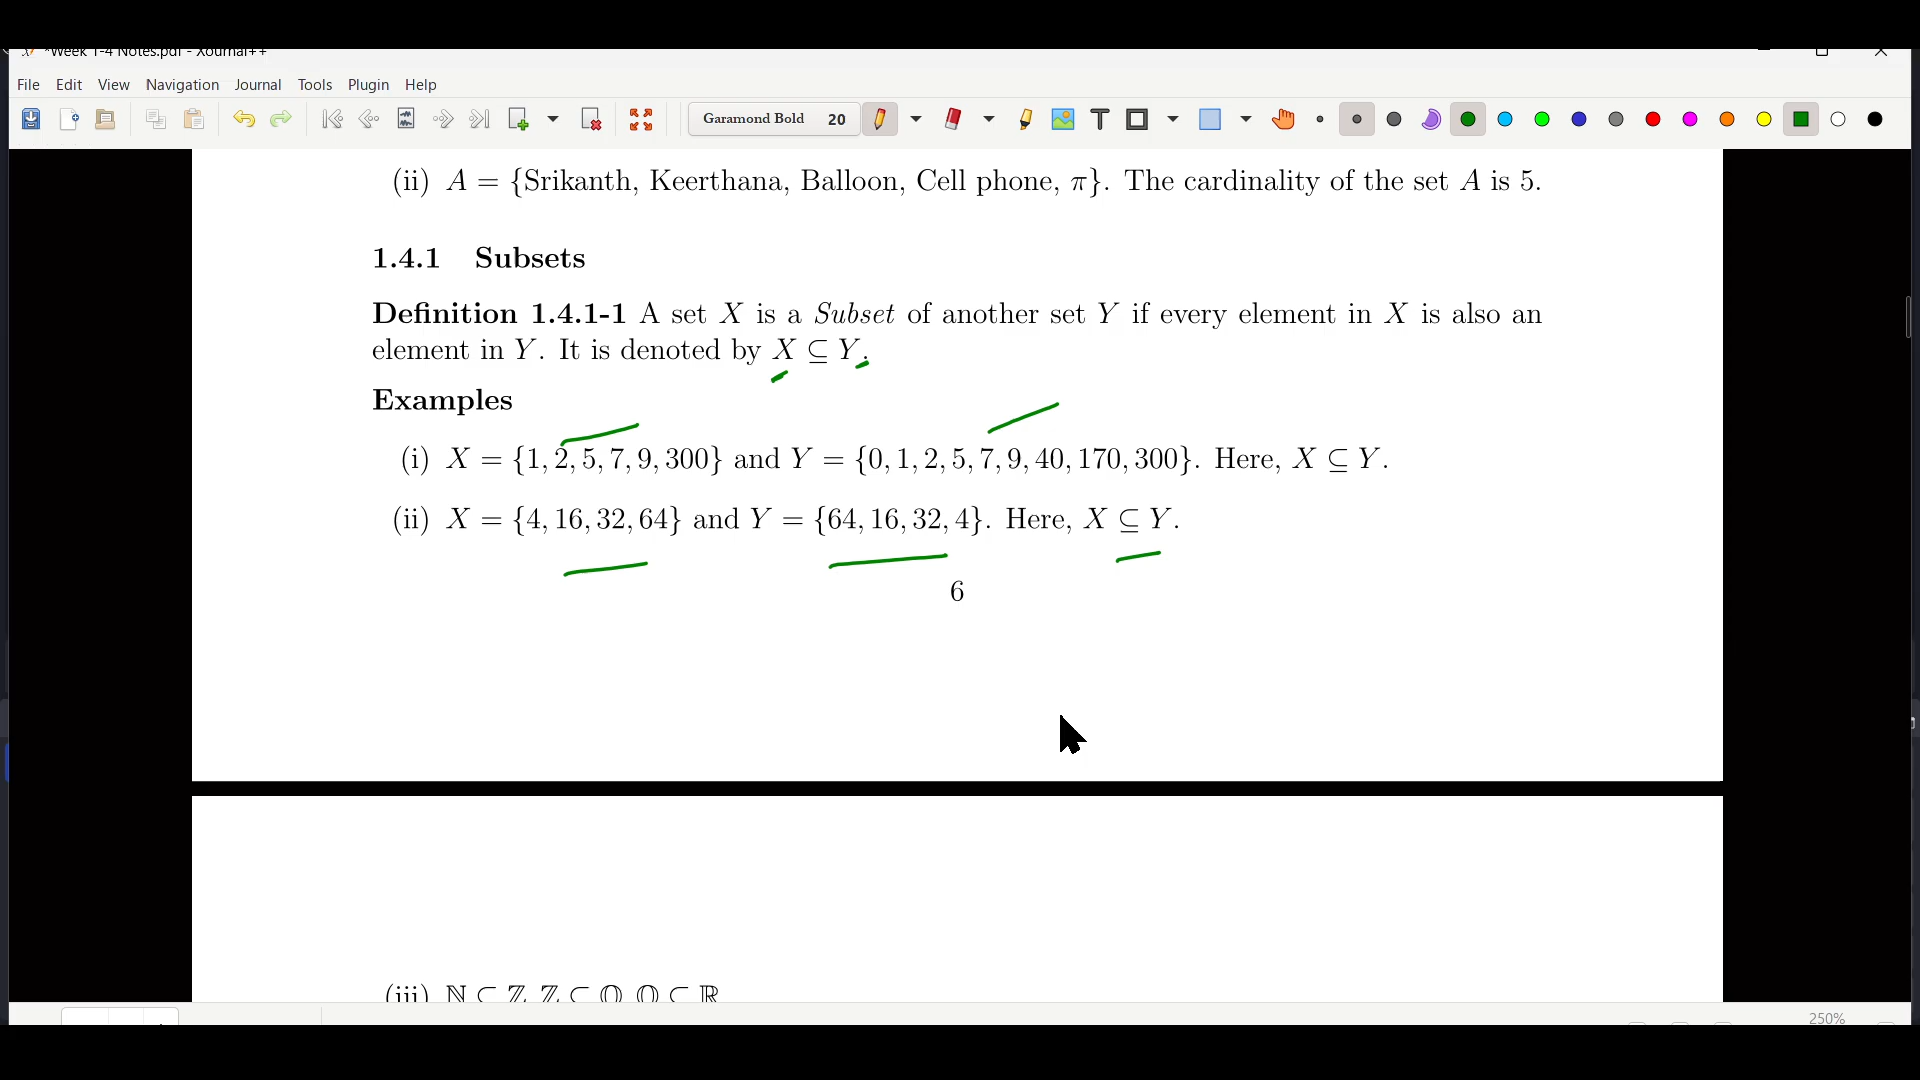 *Week 1-4 Notes.pdf - Xournal++
File Edit View Navigation Journal Tools Plugin Help
Garamond Bold 20
(ii) A = {Srikanth, Keerthana, Balloon, Cell phone, π}. The cardinality of the set A is 5.
1.4.1 Subsets
Definition 1.4.1-1 A set X is a Subset of another set Y if every element in X is also an
element in Y. It is denoted by X ⊆ Y.
Examples
(i) X = {1, 2, 5, 7, 9, 300} and Y = {0, 1, 2, 5, 7, 9, 40, 170, 300}. Here, X ⊆ Y.
(ii) X = {4, 16, 32, 64} and Y = {64, 16, 32, 4}. Here, X ⊆ Y.
6
(iii) ℕ ⊂ ℤ, ℤ ⊂ ℚ, ℚ ⊂ ℝ
250%